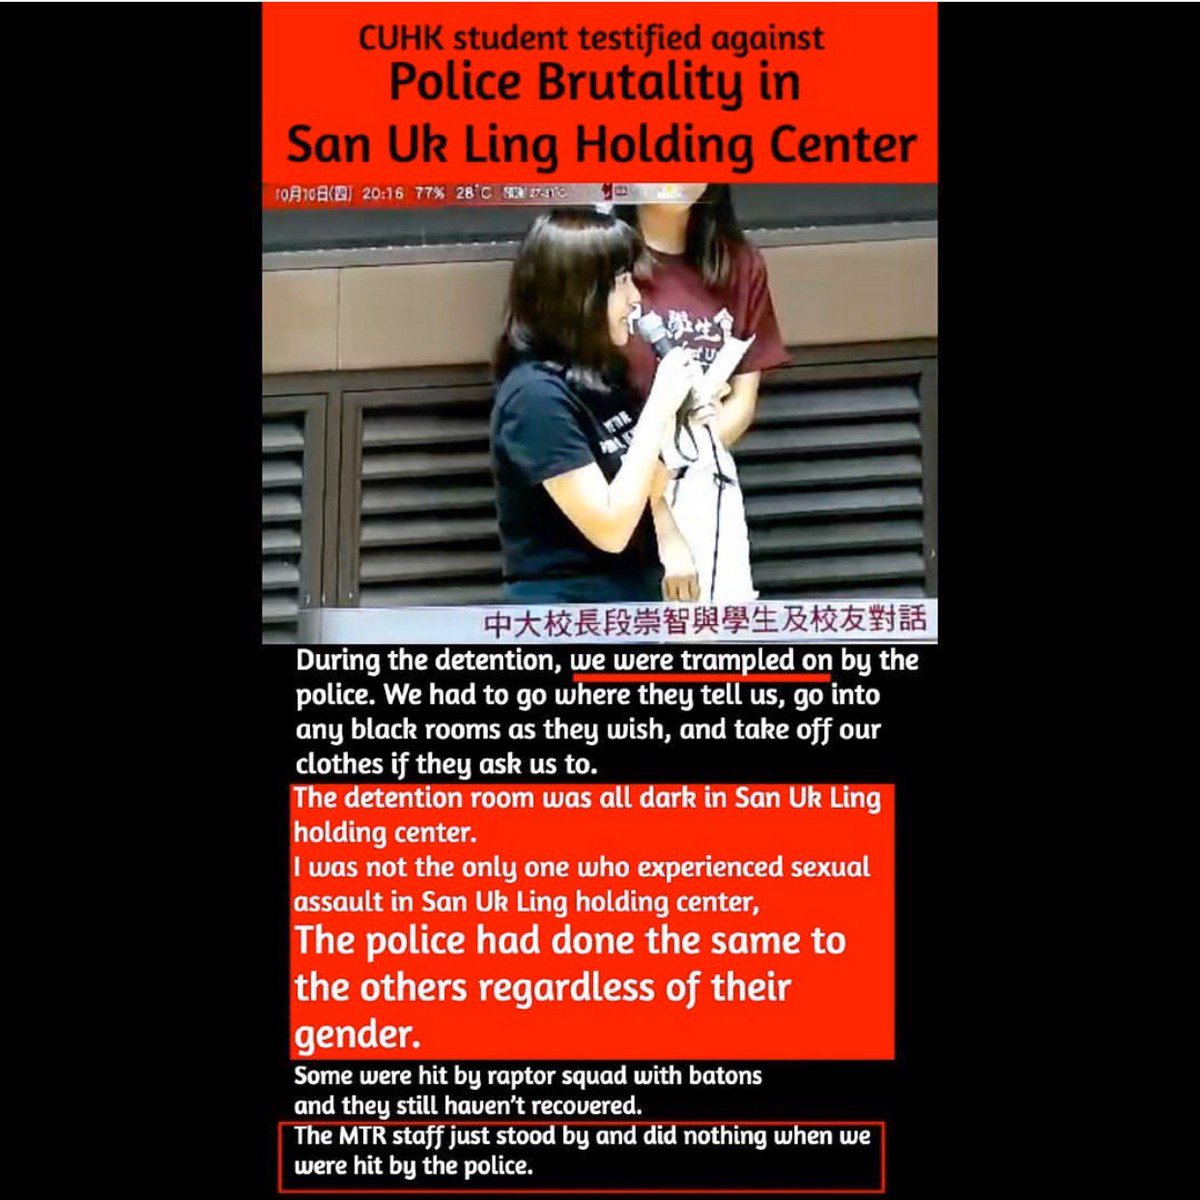 CUHK student testified against
Police Brutality in
San Uk Ling Holding Center
10月10日(四) 20:16 77% 28°C
學生會
中大校長段崇智與學生及校友對話
During the detention, we were trampled on by the
police. We had to go where they tell us, go into
any black rooms as they wish, and take off our
clothes if they ask us to.
The detention room was all dark in San Uk Ling
holding center.
I was not the only one who experienced sexual
assault in San Uk Ling holding center,
The police had done the same to
the others regardless of their
gender.
Some were hit by raptor squad with batons
and they still haven't recovered.
The MTR staff just stood by and did nothing when we
were hit by the police.